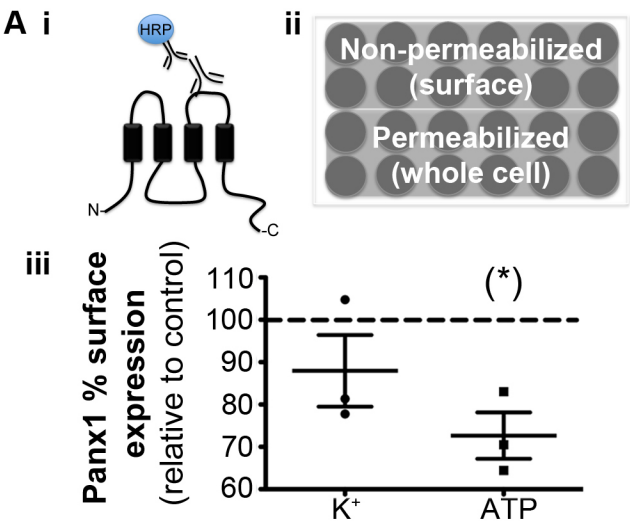 A i
HRP
N-
-C
ii
Non-permeabilized
(surface)
Permeabilized
(whole cell)
iii
Panx1 % surface
expression
(relative to control)
110
100
90
80
70
60
(*)
K⁺
ATP